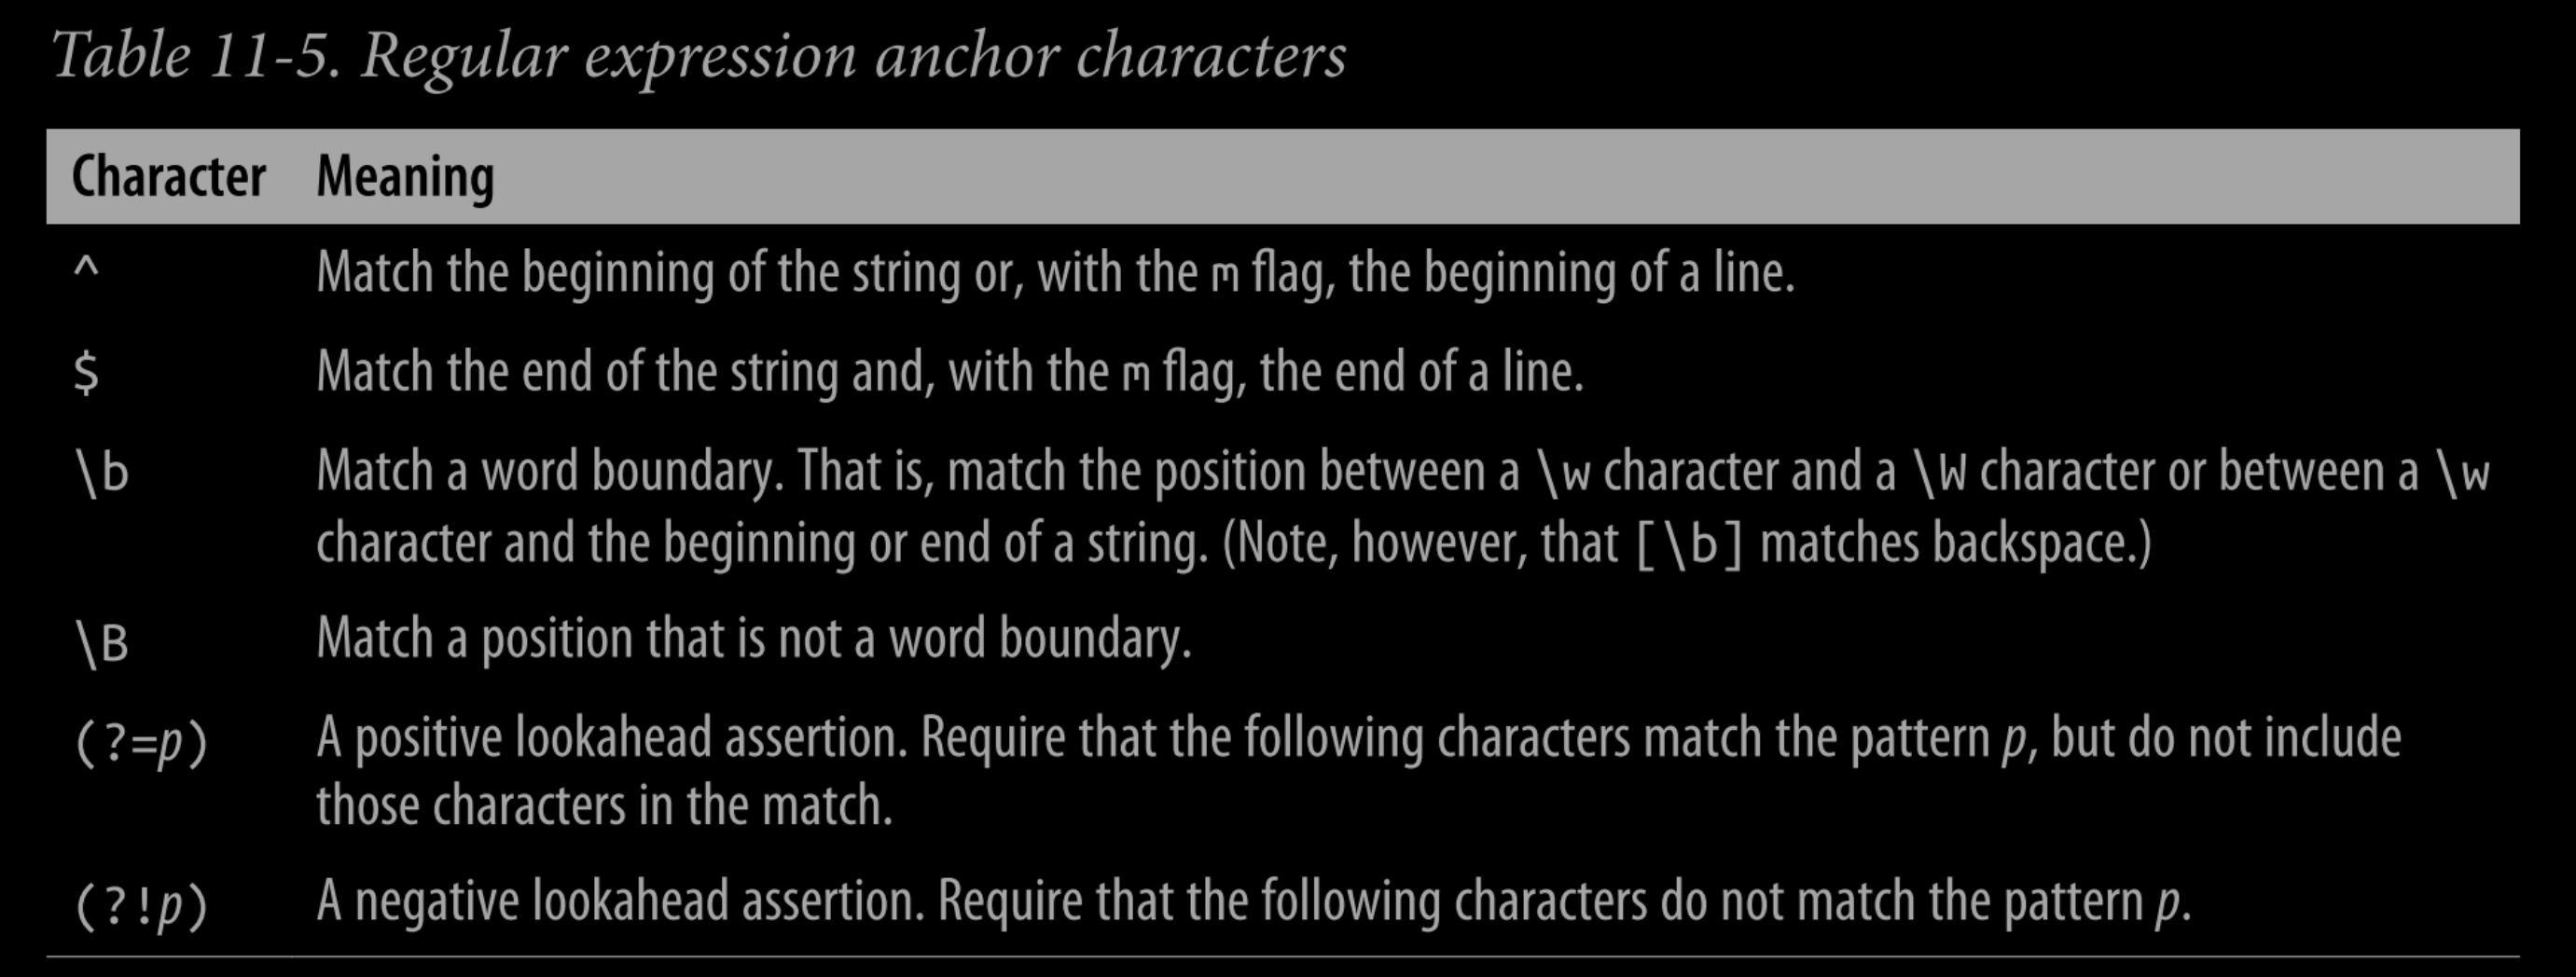 Table 11-5. Regular expression anchor characters
Character Meaning
^ Match the beginning of the string or, with the m flag, the beginning of a line.
$ Match the end of the string and, with the m flag, the end of a line.
\b Match a word boundary. That is, match the position between a \w character and a \W character or between a \w
character and the beginning or end of a string. (Note, however, that [\b] matches backspace.)
\B Match a position that is not a word boundary.
(?=p) A positive lookahead assertion. Require that the following characters match the pattern p, but do not include
those characters in the match.
(?!p) A negative lookahead assertion. Require that the following characters do not match the pattern p.